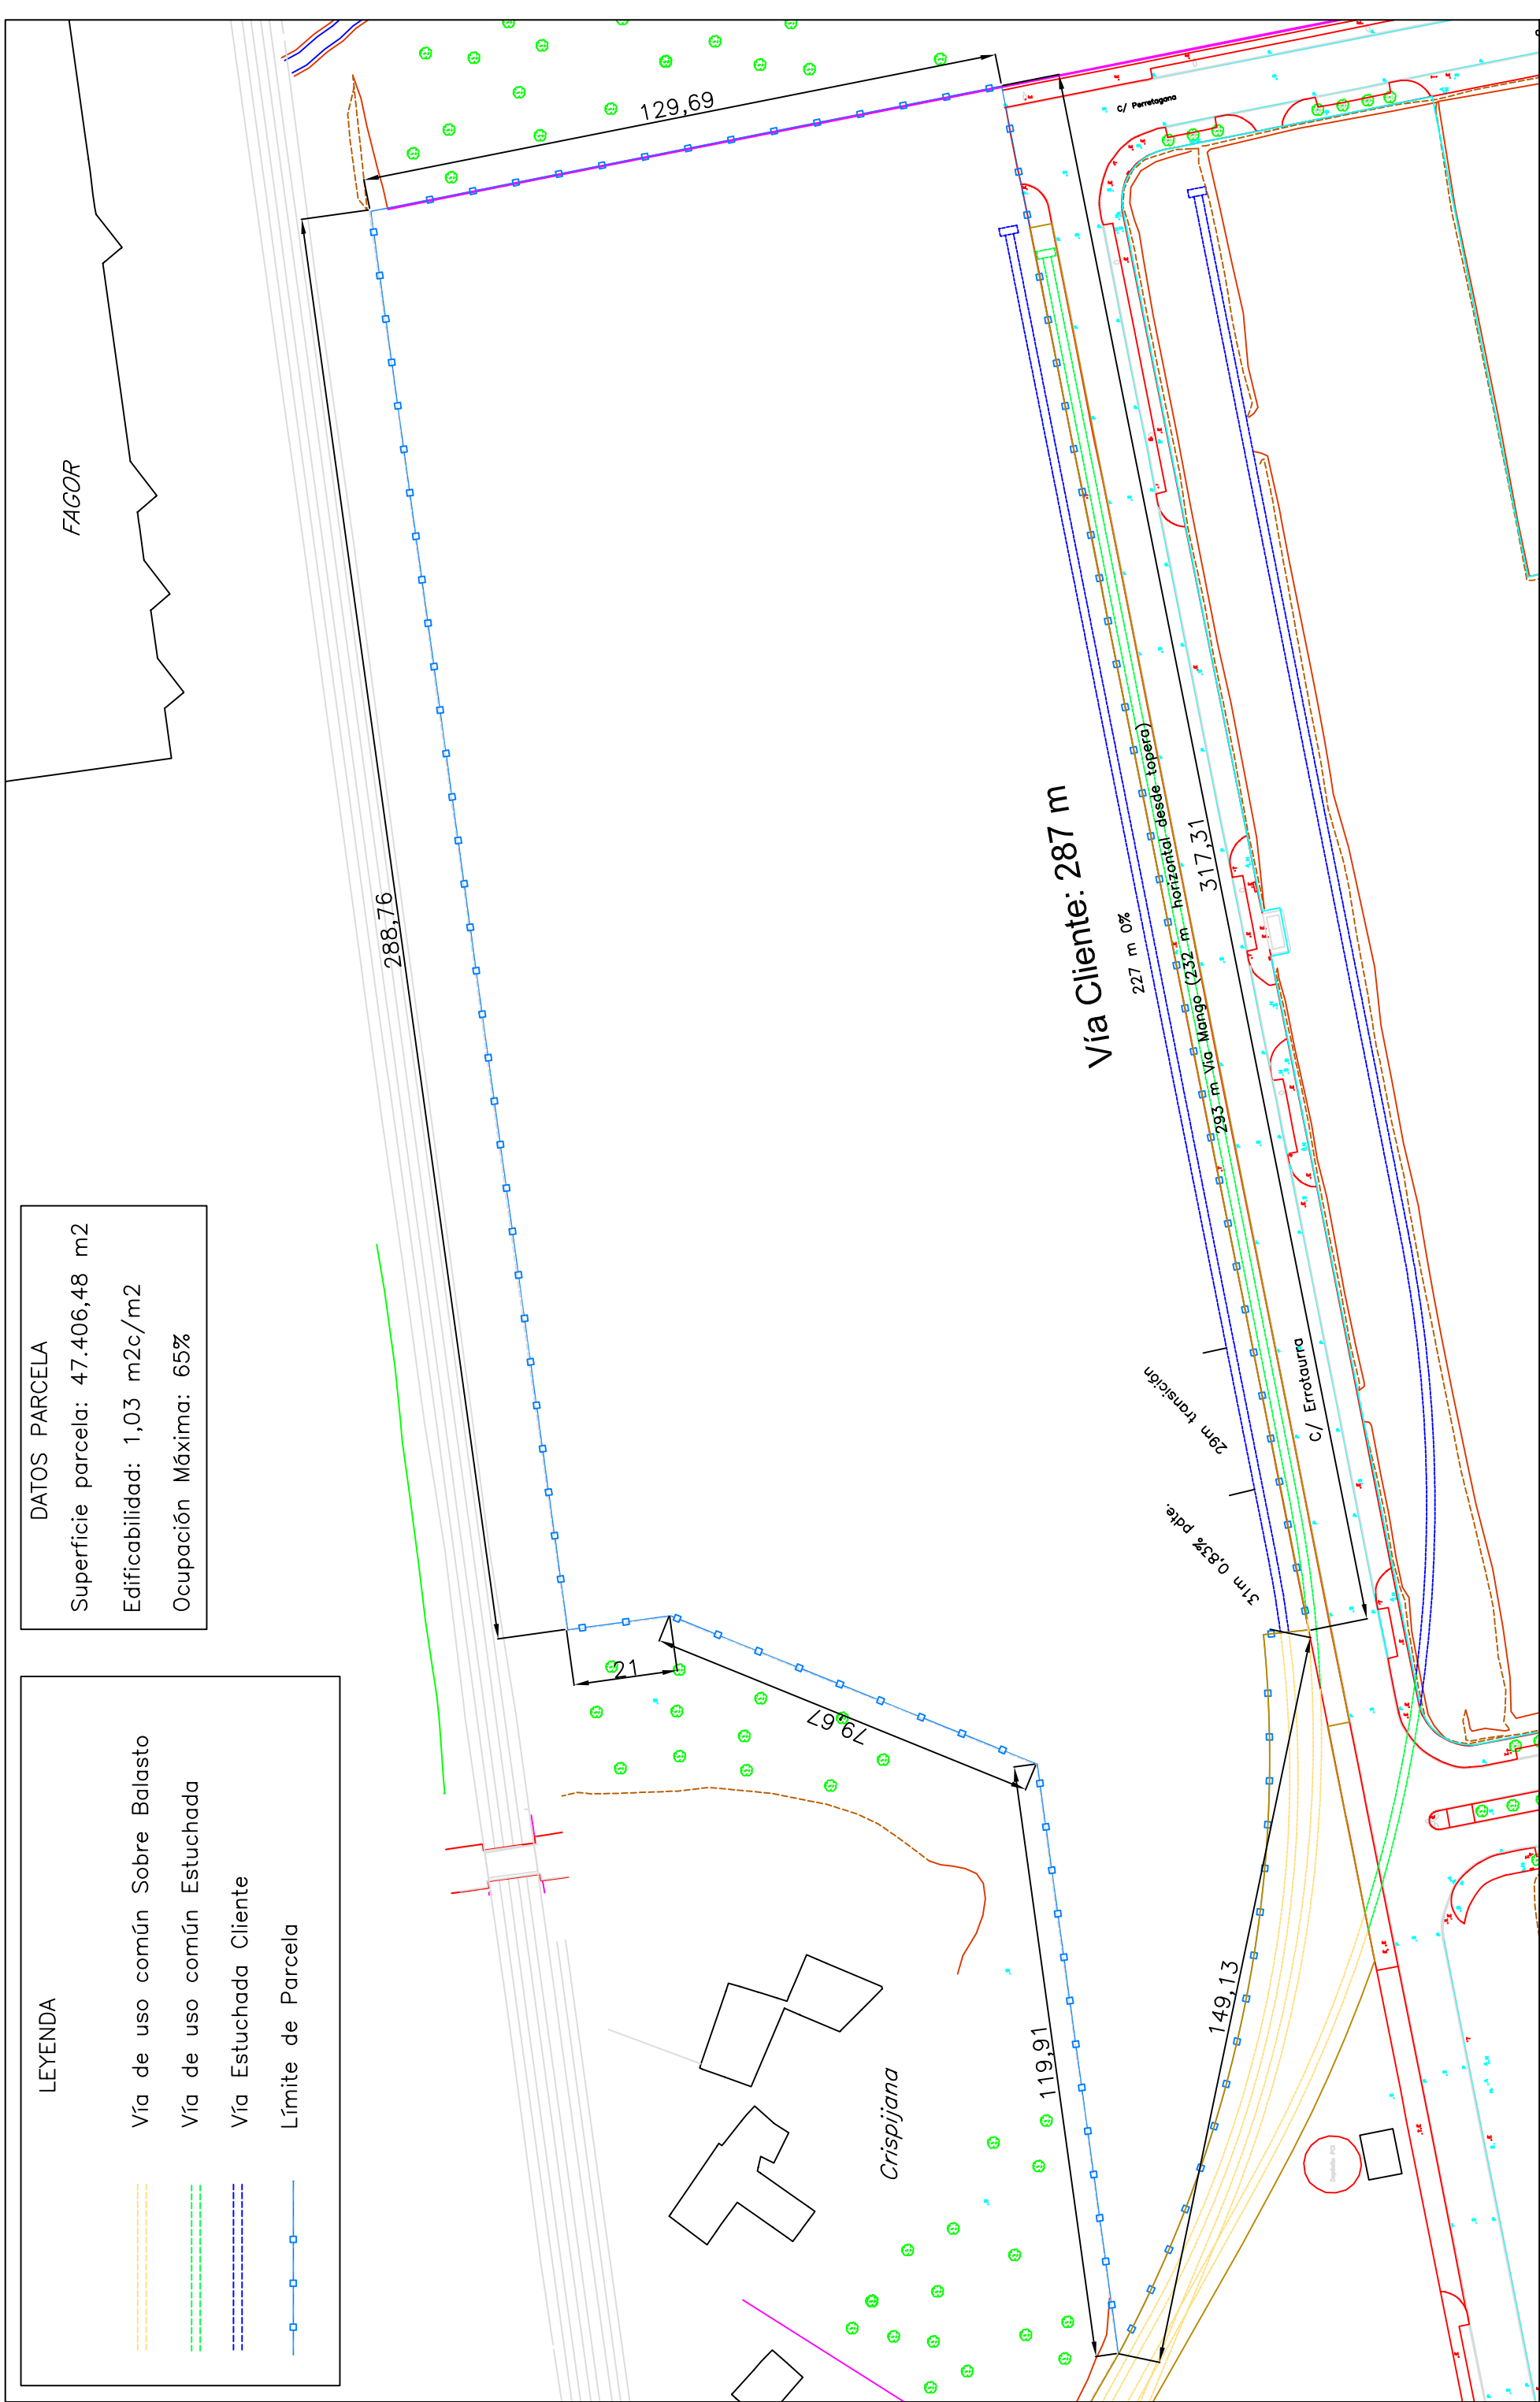 FAGOR
DATOS PARCELA
Superficie parcela: 47.406,48 m2
Edificabilidad: 1,03 m2c/m2
Ocupación Máxima: 65%
LEYENDA
Vía de uso común Sobre Balasto
Vía de uso común Estuchada
Vía Estuchada Cliente
Límite de Parcela
129,69
288,76
C/ Perretagana
Vía Cliente: 287 m
227 m 0%
293 m Vía Mango (232 m horizontal desde topera)
317,31
29m transición
31m 0,83% pdte.
C/ Errotaurra
21
79,67
119,91
149,13
Crispijana